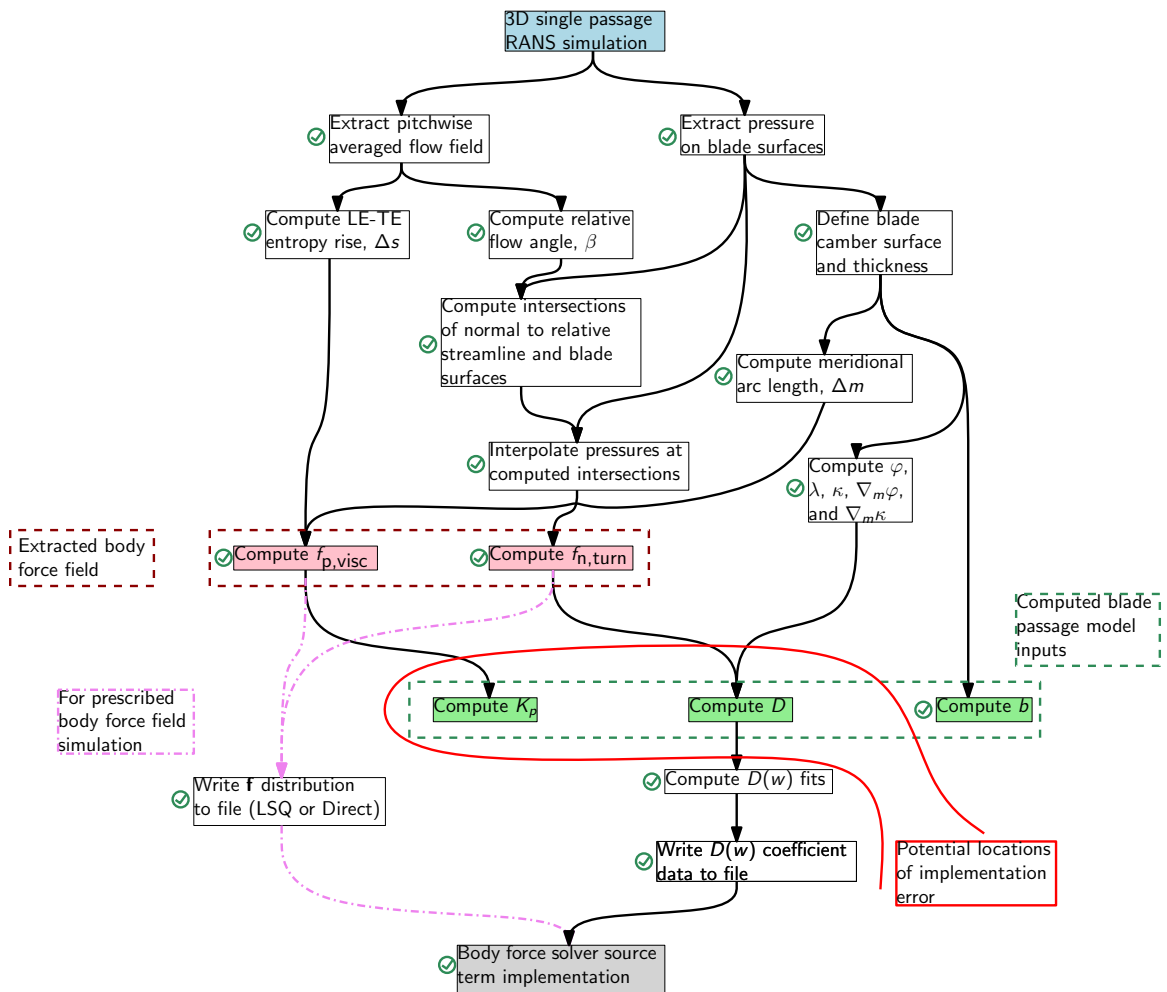 3D single passage
RANS simulation
Extract pitchwise
averaged flow field
Extract pressure
on blade surfaces
Compute LE-TE
entropy rise, Δs
Compute relative
flow angle, β
Define blade
camber surface
and thickness
Compute intersections
of normal to relative
streamline and blade
surfaces
Compute meridional
arc length, Δm
Interpolate pressures at
computed intersections
Compute φ,
λ, κ, ∇mφ,
and ∇mκ
Extracted body
force field
Compute fp,visc
Compute fn,turn
Computed blade
passage model
inputs
For prescribed
body force field
simulation
Compute Kp
Compute D
Compute b
Write f distribution
to file (LSQ or Direct)
Compute D(w) fits
Write D(w) coefficient
data to file
Potential locations
of implementation
error
Body force solver source
term implementation